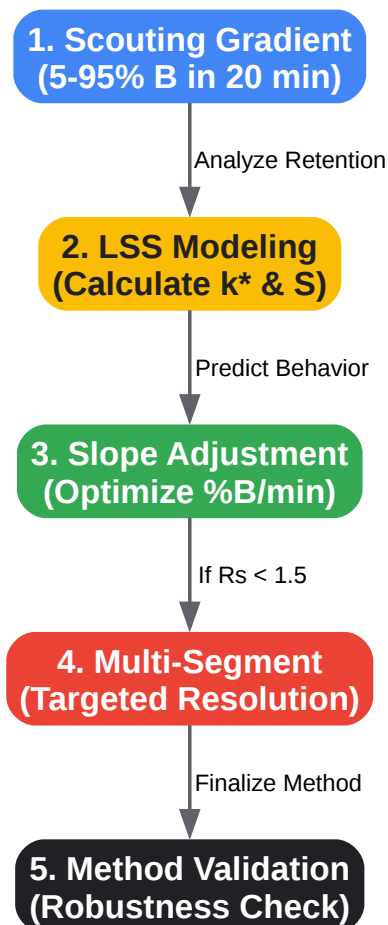 1. Scouting Gradient
(5-95% B in 20 min)
Analyze Retention
2. LSS Modeling
(Calculate k* & S)
Predict Behavior
3. Slope Adjustment
(Optimize %B/min)
If Rs < 1.5
4. Multi-Segment
(Targeted Resolution)
Finalize Method
5. Method Validation
(Robustness Check)